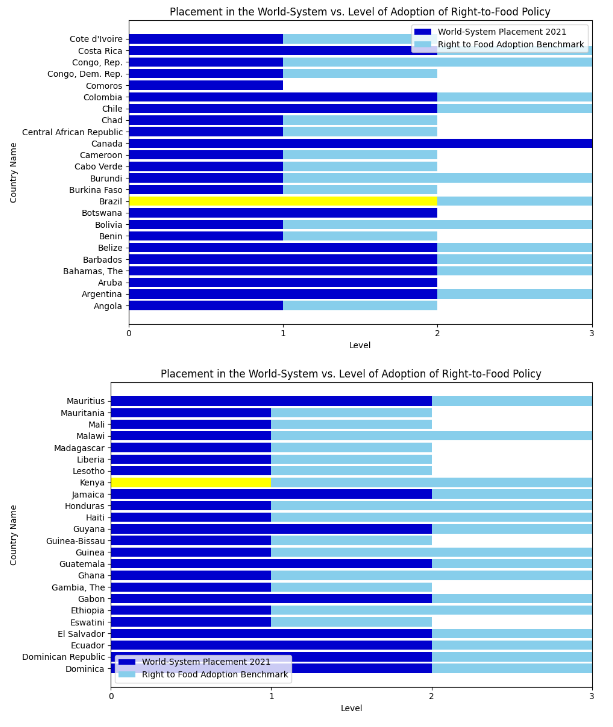 Placement in the World-System vs. Level of Adoption of Right-to-Food Policy
World-System Placement 2021
Right to Food Adoption Benchmark
Country Name
Cote d'Ivoire
Costa Rica
Congo, Rep.
Congo, Dem. Rep.
Comoros
Colombia
Chile
Chad
Central African Republic
Canada
Cameroon
Cabo Verde
Burundi
Burkina Faso
Brazil
Botswana
Bolivia
Benin
Belize
Barbados
Bahamas, The
Aruba
Argentina
Angola
0 1 2 3
Level
Placement in the World-System vs. Level of Adoption of Right-to-Food Policy
Country Name
Mauritius
Mauritania
Mali
Malawi
Madagascar
Liberia
Lesotho
Kenya
Jamaica
Honduras
Haiti
Guyana
Guinea-Bissau
Guinea
Guatemala
Ghana
Gambia, The
Gabon
Ethiopia
Eswatini
El Salvador
Ecuador
Dominican Republic
Dominica
World-System Placement 2021
Right to Food Adoption Benchmark
0 1 2 3
Level